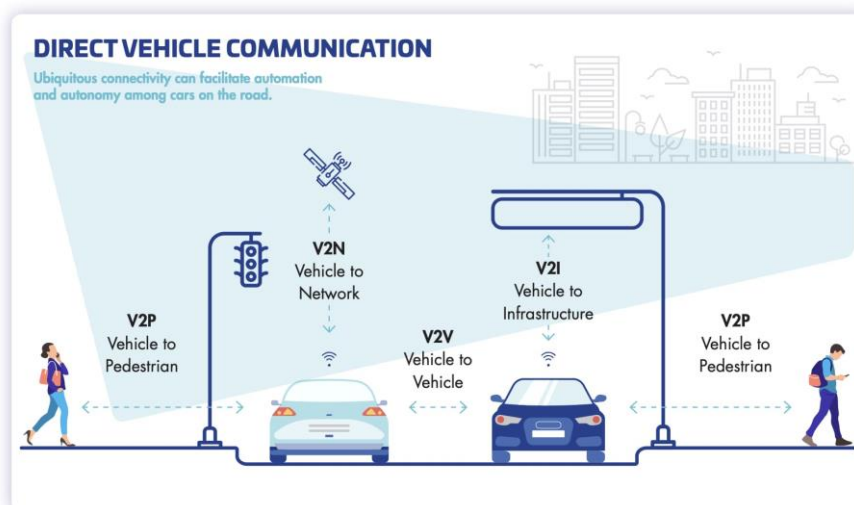 DIRECT VEHICLE COMMUNICATION
Ubiquitous connectivity can facilitate automation
and autonomy among cars on the road.
V2N
Vehicle to
Network
V2I
Vehicle to
Infrastructure
V2P
Vehicle to
Pedestrian
V2V
Vehicle to
Vehicle
V2P
Vehicle to
Pedestrian